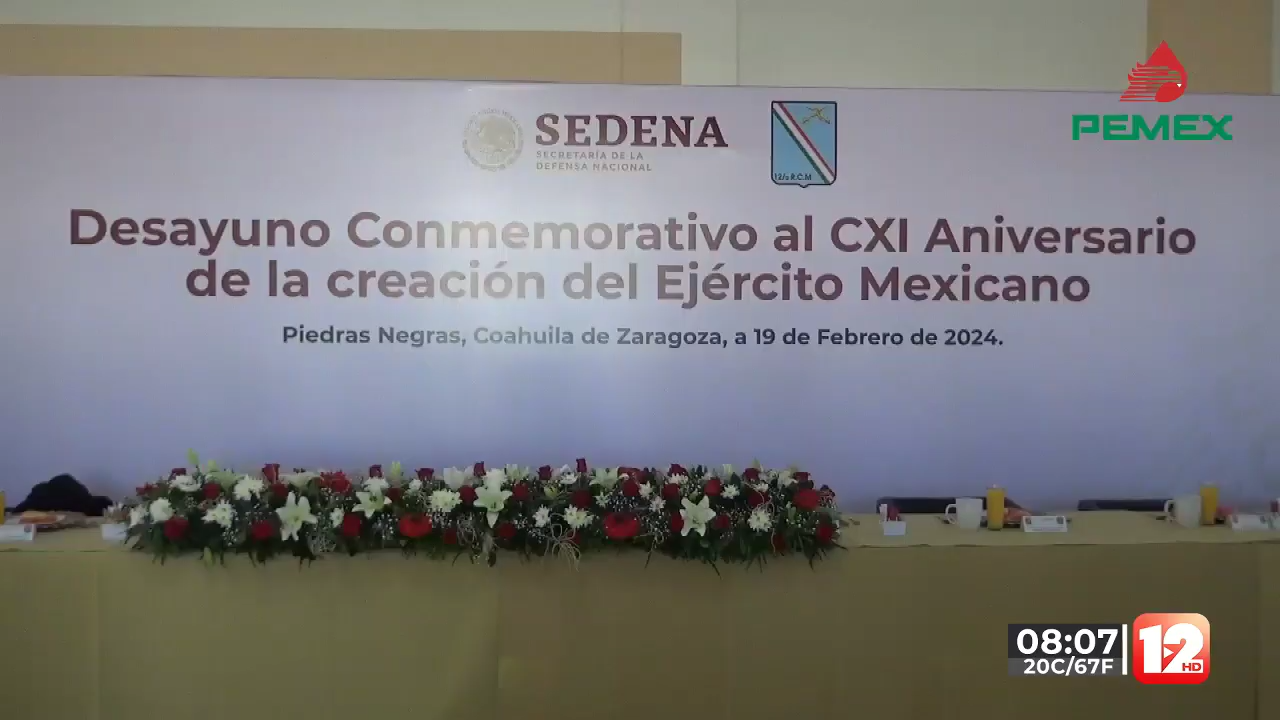 PEMEX
SEDENA
SECRETARÍA DE LA
DEFENSA NACIONAL
12/o R.C.M
Desayuno Conmemorativo al CXI Aniversario
de la creación del Ejército Mexicano
Piedras Negras, Coahuila de Zaragoza, a 19 de Febrero de 2024.
08:07
20C/67F
12
HD